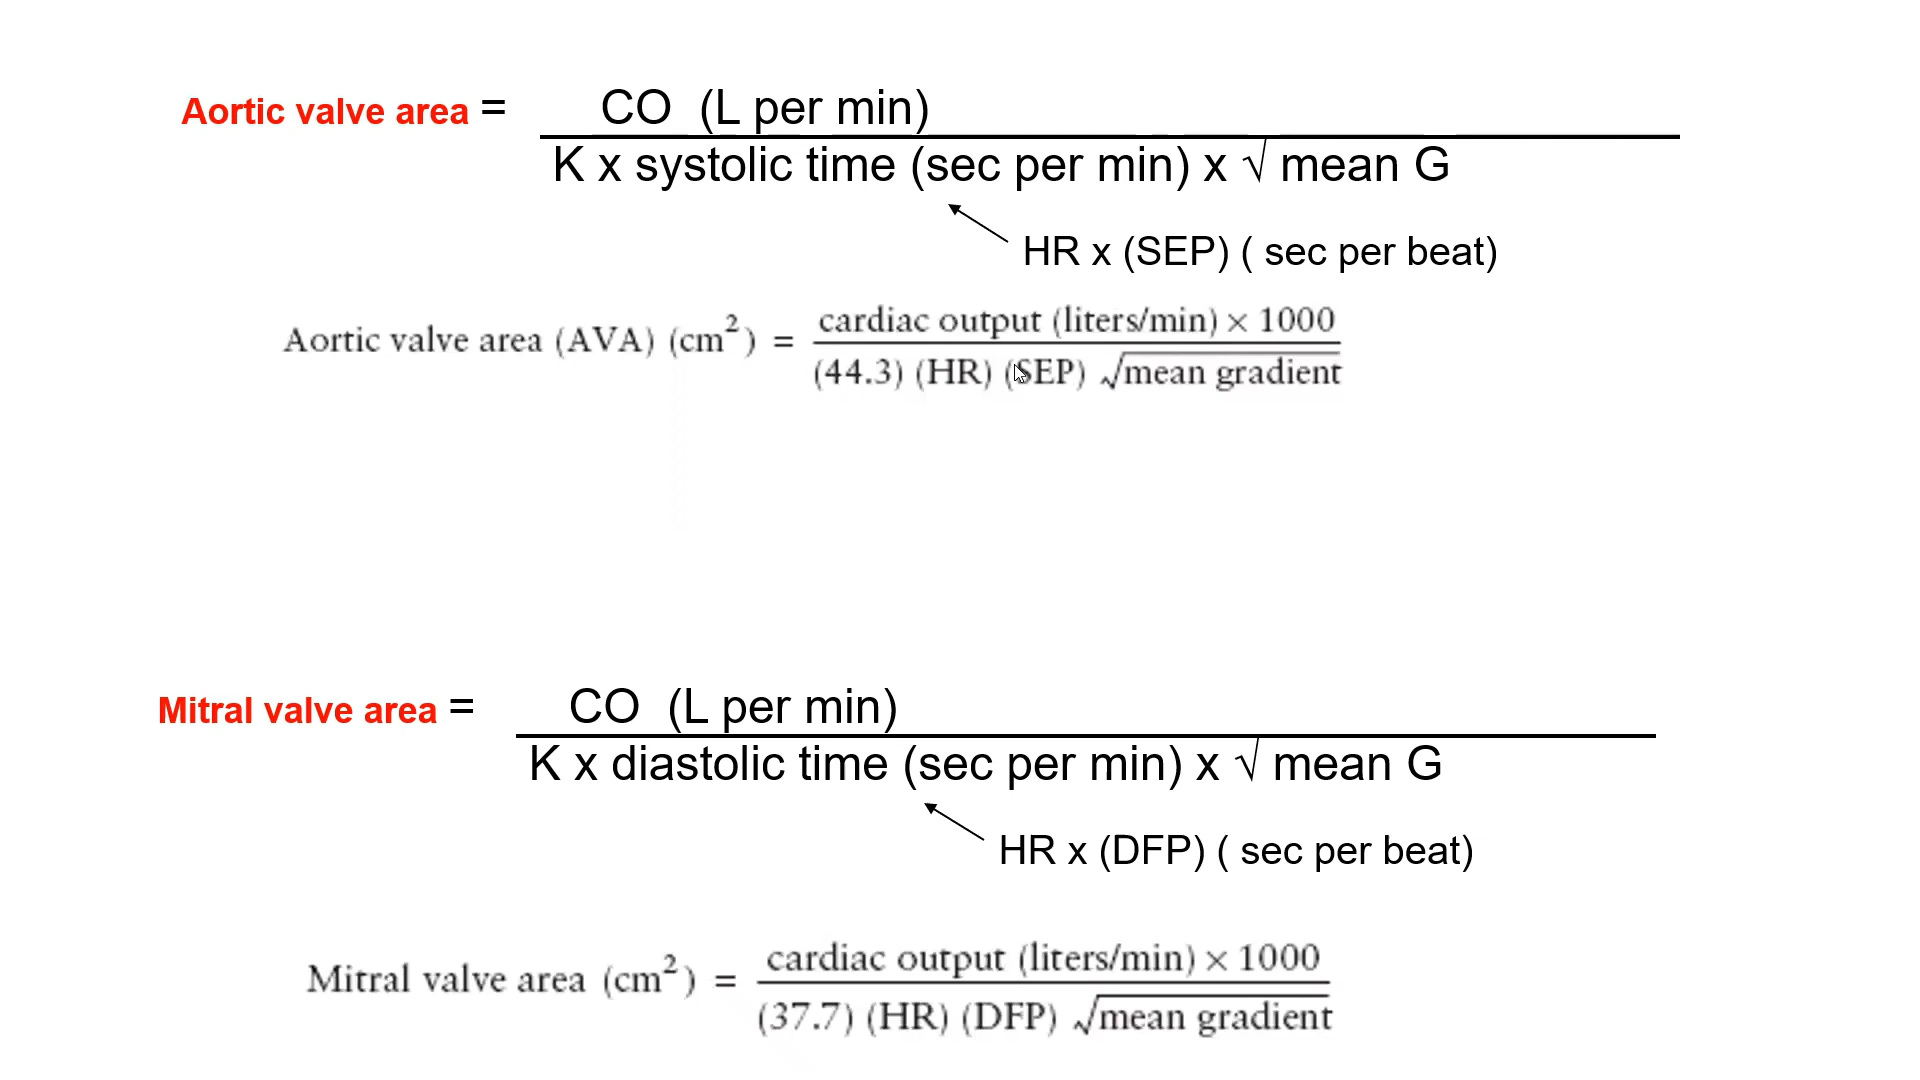 Aortic valve area = CO (L per min)
K x systolic time (sec per min) x √ mean G
HR x (SEP) ( sec per beat)
Aortic valve area (AVA) (cm²) = cardiac output (liters/min) × 1000
(44.3) (HR) (SEP) √mean gradient
Mitral valve area = CO (L per min)
K x diastolic time (sec per min) x √ mean G
HR x (DFP) ( sec per beat)
Mitral valve area (cm²) = cardiac output (liters/min) × 1000
(37.7) (HR) (DFP) √mean gradient